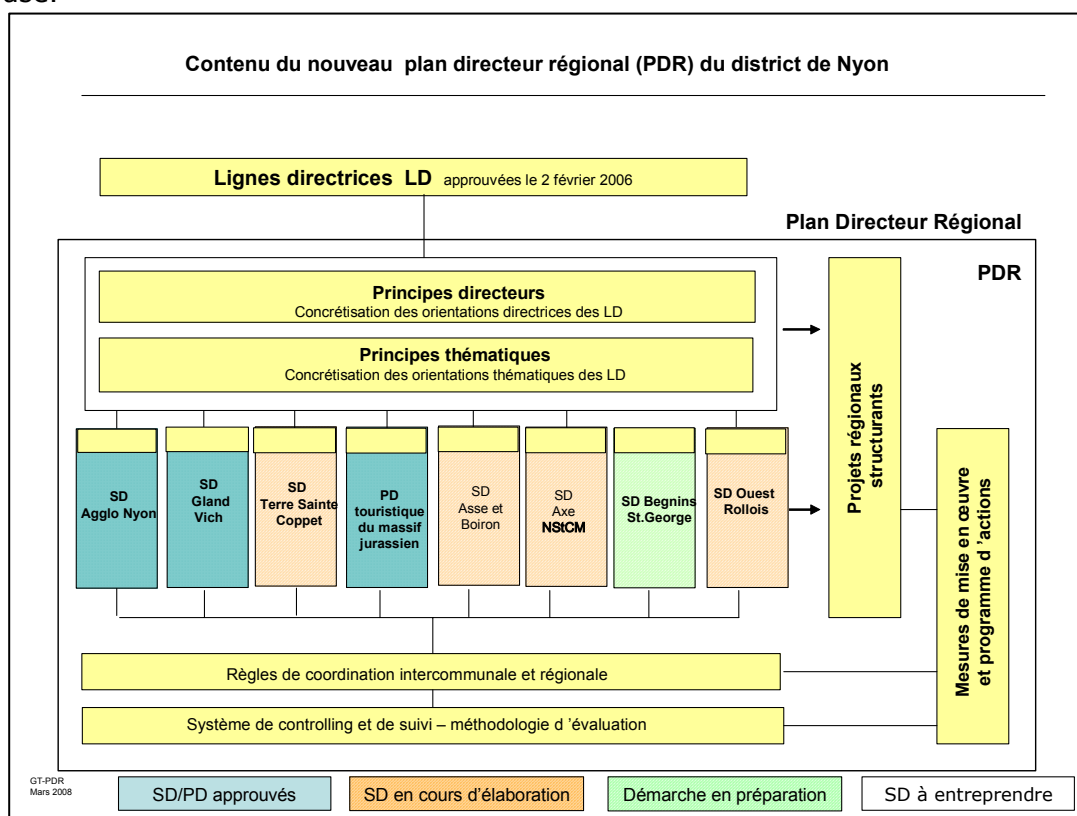 Contenu du nouveau plan directeur régional (PDR) du district de Nyon
Lignes directrices LD approuvées le 2 février 2006
Plan Directeur Régional
PDR
Principes directeurs
Concrétisation des orientations directrices des LD
Principes thématiques
Concrétisation des orientations thématiques des LD
SD
Agglo Nyon
SD
Gland
Vich
SD
Terre Sainte
Coppet
PD
touristique
du massif
jurassien
SD
Asse et
Boiron
SD
Axe
NStCM
SD Begnins
St.George
SD Ouest
Rollois
Projets régionaux
structurants
Mesures de mise en œuvre
et programme d ’actions
Règles de coordination intercommunale et régionale
Système de controlling et de suivi – méthodologie d ’évaluation
GT-PDR
Mars 2008
SD/PD approuvés
SD en cours d’élaboration
Démarche en préparation
SD à entreprendre